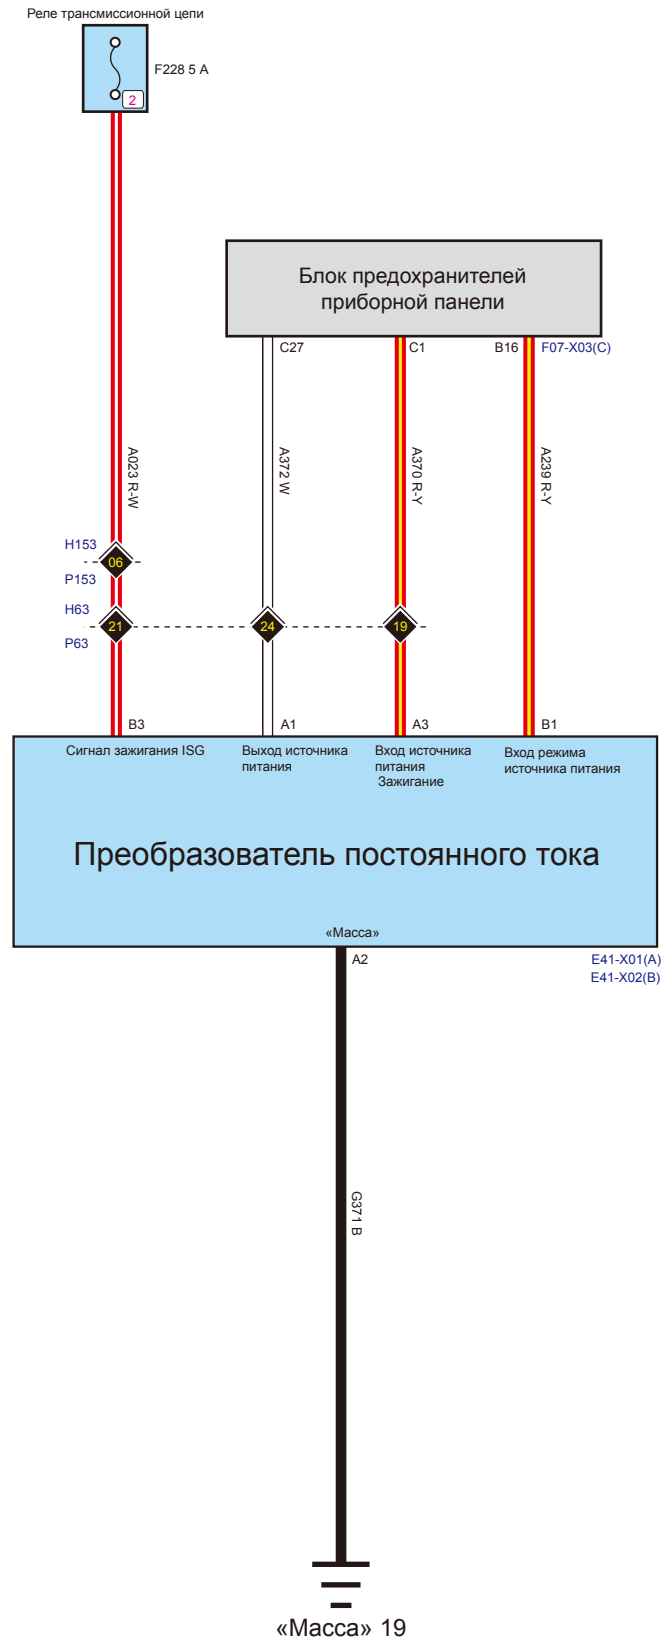 Реле трансмиссионной цепи
F228 5 A
2
Блок предохранителей
приборной панели
C27
C1
B16
F07-X03(C)
A023 R-W
A372 W
A370 R-Y
A239 R-Y
H153
06
P153
H63
21
24
19
P63
B3
A1
A3
B1
Сигнал зажигания ISG
Выход источника
питания
Вход источника
питания
Зажигание
Вход режима
источника питания
Преобразователь постоянного тока
«Масса»
A2
E41-X01(A)
E41-X02(B)
G371 B
«Масса» 19